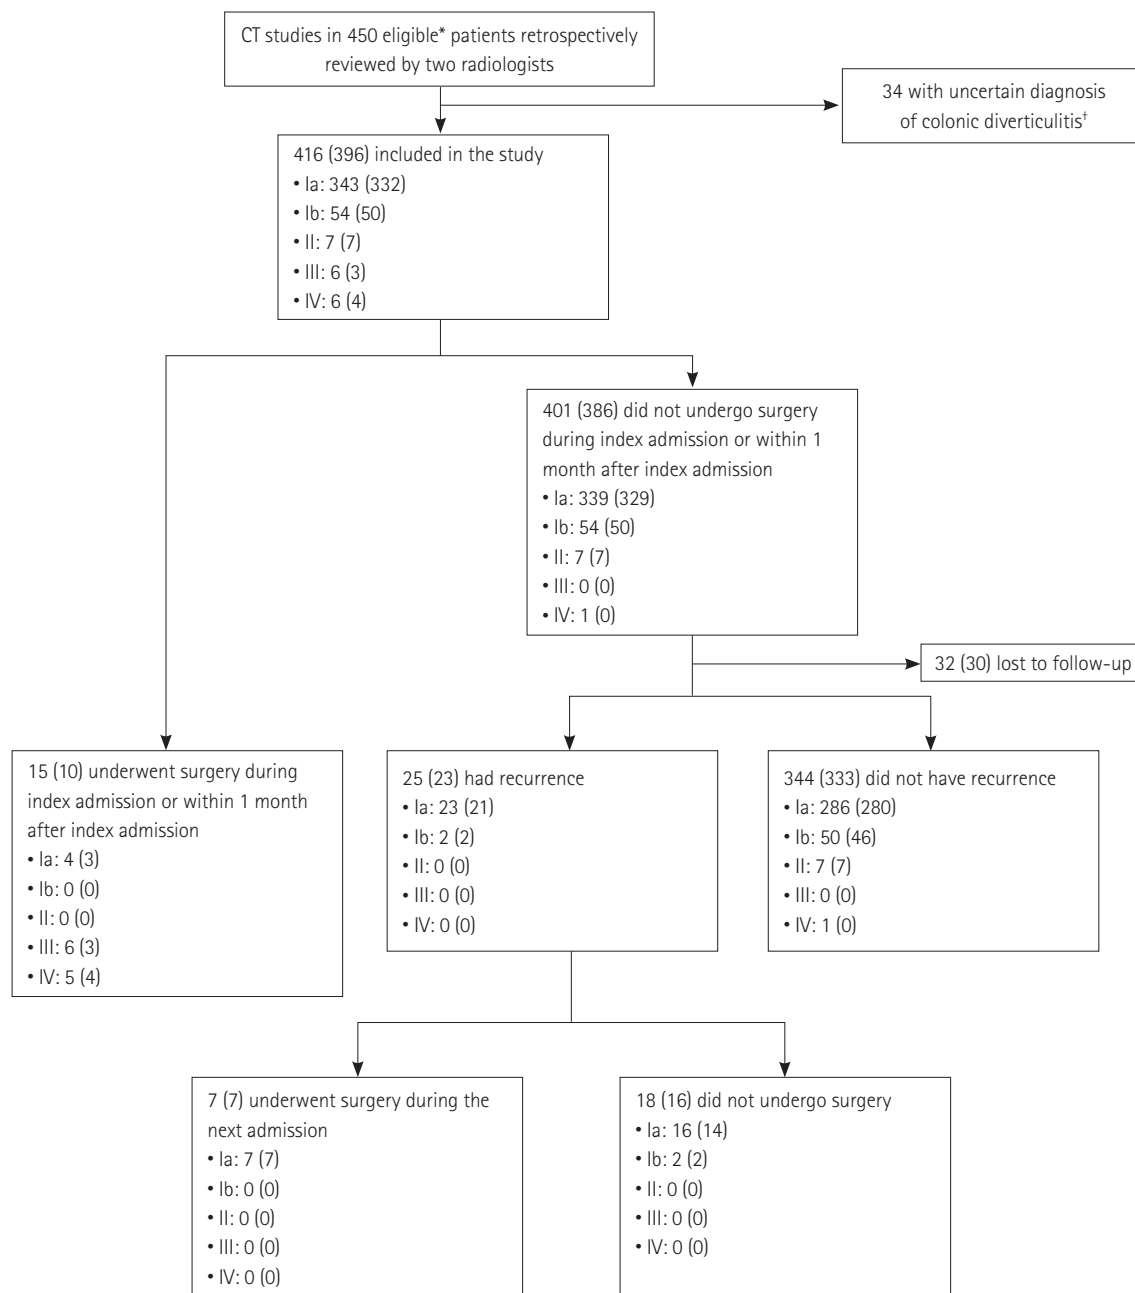 CT studies in 450 eligible* patients retrospectively
reviewed by two radiologists
34 with uncertain diagnosis
of colonic diverticulitis†
416 (396) included in the study
• Ia: 343 (332)
• Ib: 54 (50)
• II: 7 (7)
• III: 6 (3)
• IV: 6 (4)
401 (386) did not undergo surgery
during index admission or within 1
month after index admission
• Ia: 339 (329)
• Ib: 54 (50)
• II: 7 (7)
• III: 0 (0)
• IV: 1 (0)
32 (30) lost to follow-up
15 (10) underwent surgery during
index admission or within 1 month
after index admission
• Ia: 4 (3)
• Ib: 0 (0)
• II: 0 (0)
• III: 6 (3)
• IV: 5 (4)
25 (23) had recurrence
• Ia: 23 (21)
• Ib: 2 (2)
• II: 0 (0)
• III: 0 (0)
• IV: 0 (0)
344 (333) did not have recurrence
• Ia: 286 (280)
• Ib: 50 (46)
• II: 7 (7)
• III: 0 (0)
• IV: 1 (0)
7 (7) underwent surgery during the
next admission
• Ia: 7 (7)
• Ib: 0 (0)
• II: 0 (0)
• III: 0 (0)
• IV: 0 (0)
18 (16) did not undergo surgery
• Ia: 16 (14)
• Ib: 2 (2)
• II: 0 (0)
• III: 0 (0)
• IV: 0 (0)